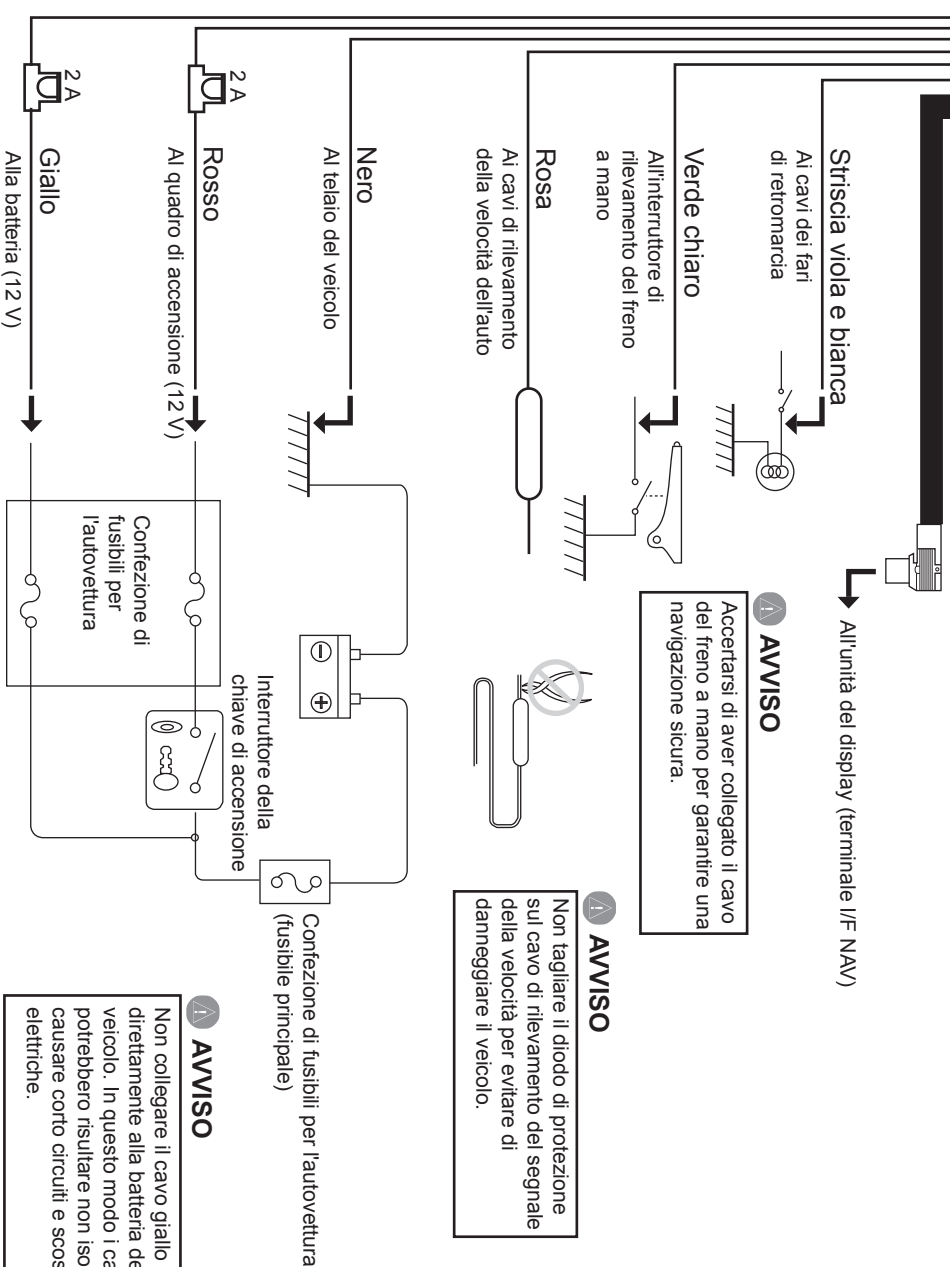 All'unità del display (terminale I/F NAV)
Striscia viola e bianca
Ai cavi dei fari
di retromarcia
Verde chiaro
All'interruttore di
rilevamento del freno
a mano
AVVISO
Accertarsi di aver collegato il cavo
del freno a mano per garantire una
navigazione sicura.
Rosa
Ai cavi di rilevamento
della velocità dell'auto
AVVISO
Non tagliare il diodo di protezione
sul cavo di rilevamento del segnale
della velocità per evitare di
danneggiare il veicolo.
Nero
Al telaio del veicolo
Confezione di fusibili per l'autovettura
(fusibile principale)
Interruttore della
chiave di accensione
2 A
Rosso
Al quadro di accensione (12 V)
Confezione di
fusibili per
l'autovettura
2 A
Giallo
Alla batteria (12 V)
AVVISO
Non collegare il cavo giallo
direttamente alla batteria de
veicolo. In questo modo i ca
potrebbero risultare non iso
causare corto circuiti e scos
elettriche.